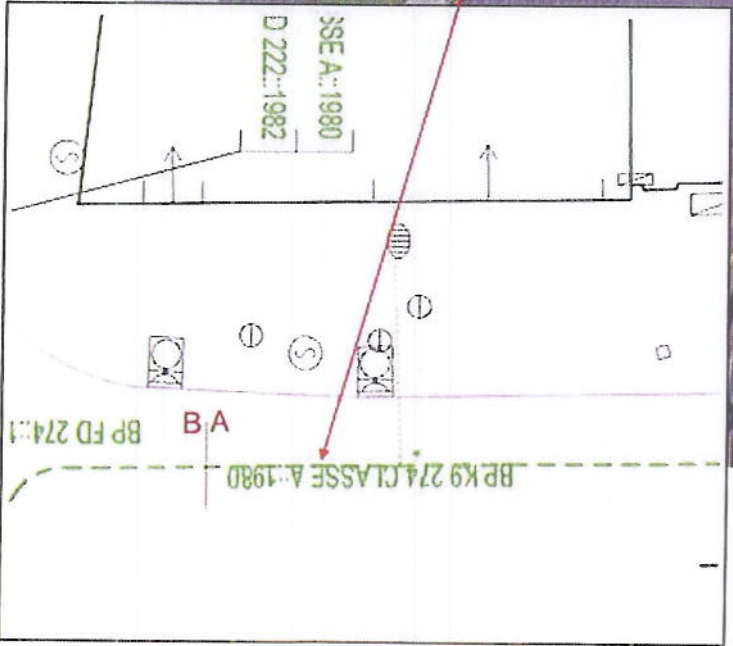 SSE A::1980
D 222::1982
S
S
B A
BP FD 274::1
BP K9 274 CLASSE A::1980